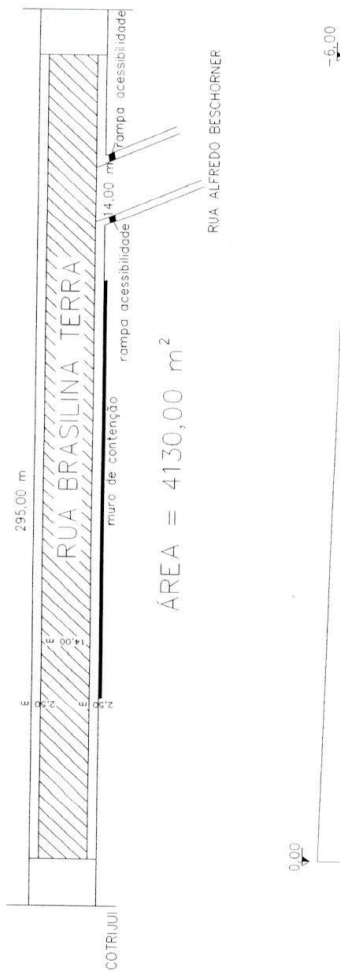 295,00 m
RUA BRASILINA TERRA
14,00 m
2,50 m
2,50 m
COTRIJUI
muro de contenção
rampa acessibilidade
14,00 m
rampa acessibilidade
RUA ALFREDO BESCHORNER
ÁREA = 4130,00 m²
0,00
-6,00